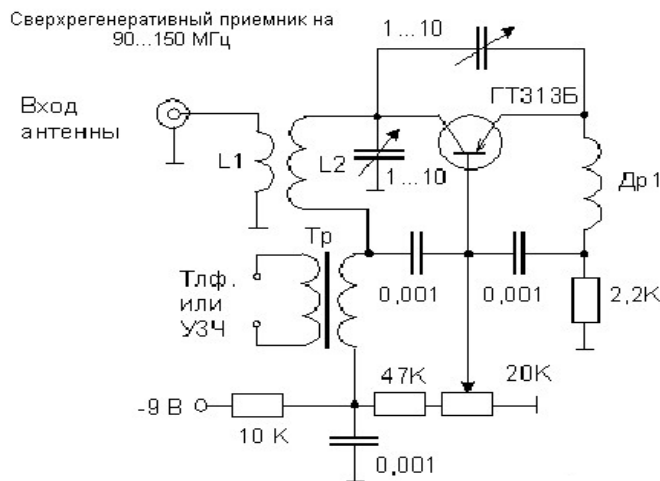 Сверхрегенеративный приемник на
90...150 МГц
1...10
ГТ313Б
Вход
антенны
L1
L2
1...10
Др1
Тр
Тлф.
или
УЗЧ
0,001
0,001
2,2К
47К
20К
-9 В
10 К
0,001